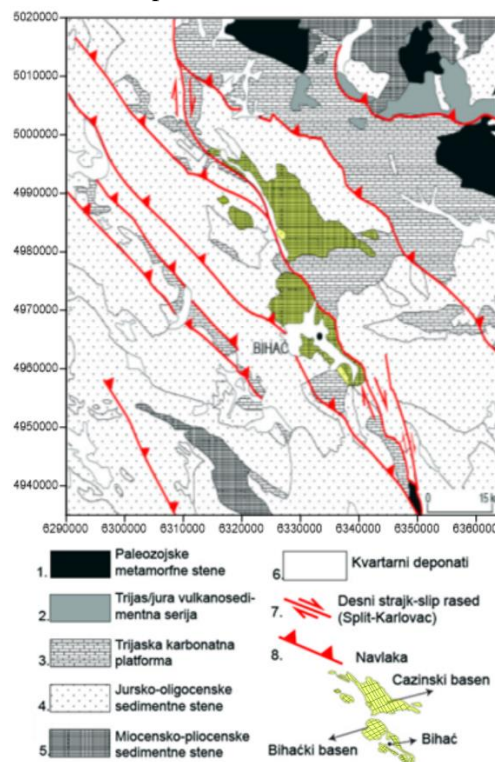 5020000
5010000
5000000
4990000
4980000
4970000
4960000
4950000
4940000
BIHAĆ
0
6290000 6300000 6310000 6320000 6330000 6340000 6350000
1. Paleozojske
metamorfne stene
2. Trijas/jura vulkanosedi-
mentna serija
3. Trijaska karbonatna
platforma
4. Jursko-oligocenske
sedimentne stene
5. Miocensko-pliocenske
sedimentne stene
6. Kvartarni deponati
7. Desni strajk-slip rased
(Split-Karlovac)
8. Navlaka
Cazinski basen
Bihaćki basen
Bihać